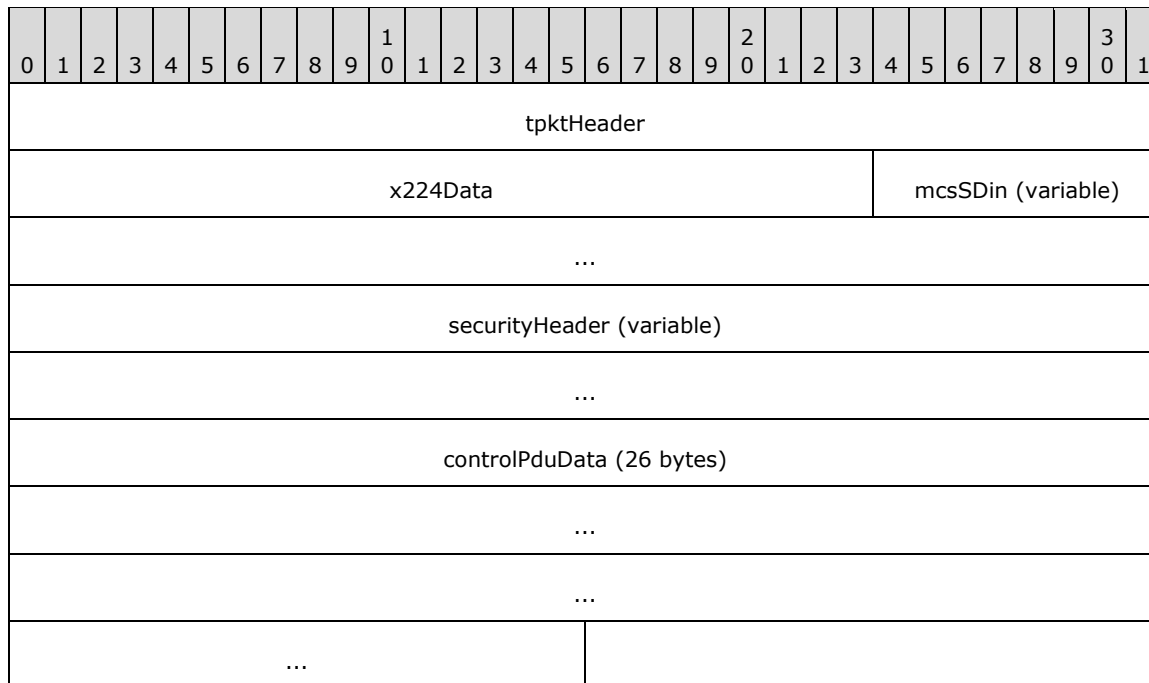 1 2 3
0 1 2 3 4 5 6 7 8 9 0 1 2 3 4 5 6 7 8 9 0 1 2 3 4 5 6 7 8 9 0 1
tpktHeader
x224Data mcsSDin (variable)
...
securityHeader (variable)
...
controlPduData (26 bytes)
...
...
...